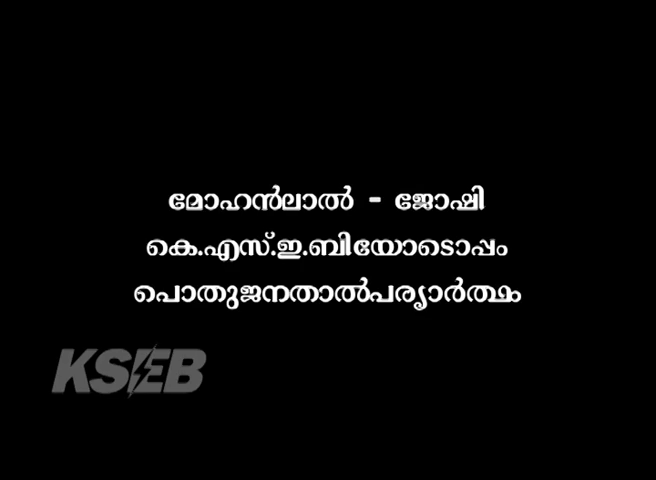 മോഹൻലാൽ - ജോഷി
കെ.എസ്.ഇ.ബിയോടൊപ്പം
പൊതുജനതാൽപര്യാർത്ഥം
KSEB